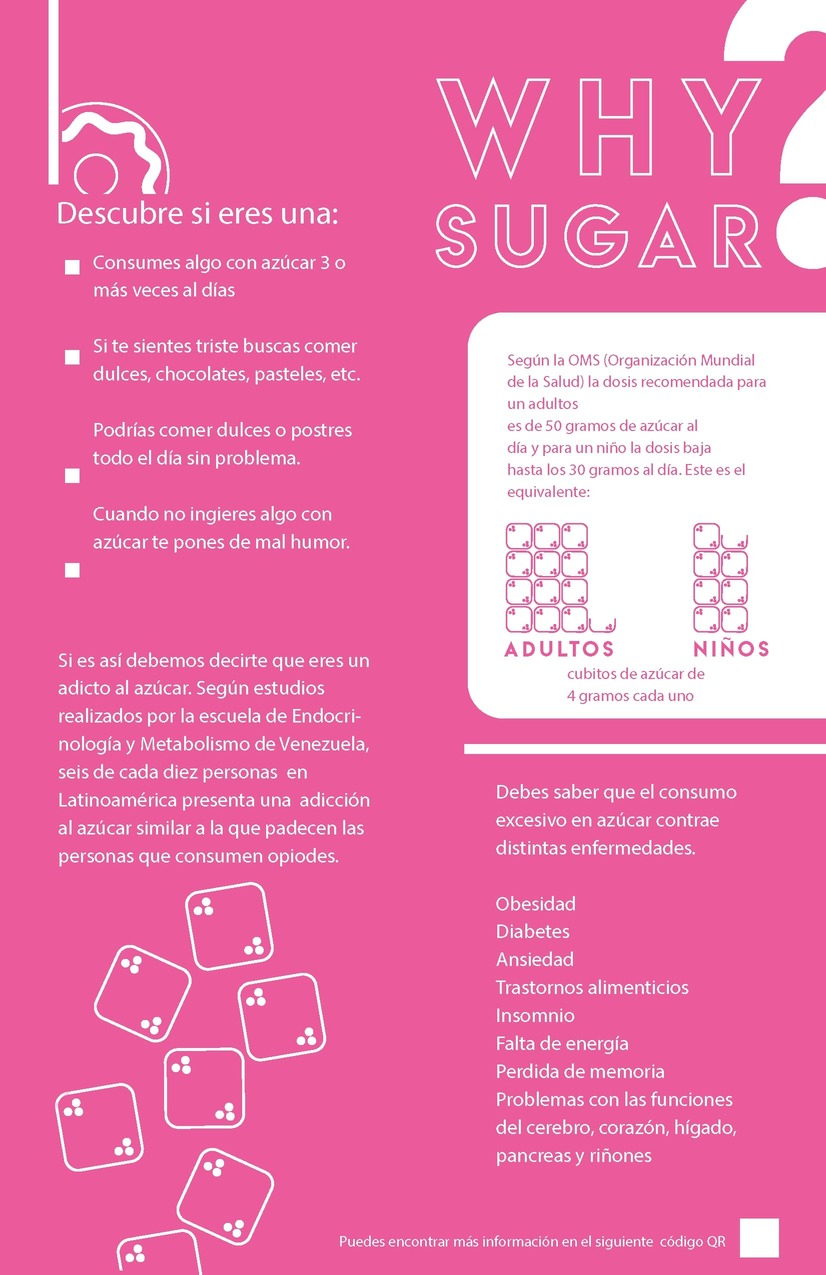 WHY
SUGAR
?
Descubre si eres una:
Consumes algo con azúcar 3 o
más veces al días
Si te sientes triste buscas comer
dulces, chocolates, pasteles, etc.
Podrías comer dulces o postres
todo el día sin problema.
Cuando no ingieres algo con
azúcar te pones de mal humor.
Si es así debemos decirte que eres un
adicto al azúcar. Según estudios
realizados por la escuela de Endocri-
nología y Metabolismo de Venezuela,
seis de cada diez personas  en
Latinoamérica presenta una  adicción
al azúcar similar a la que padecen las
personas que consumen opiodes.
Según la OMS (Organización Mundial
de la Salud) la dosis recomendada para
un adultos
es de 50 gramos de azúcar al
día y para un niño la dosis baja
hasta los 30 gramos al día. Este es el
equivalente:
ADULTOS
NIÑOS
cubitos de azúcar de
4 gramos cada uno
Debes saber que el consumo
excesivo en azúcar contrae
distintas enfermedades.
Obesidad
Diabetes
Ansiedad
Trastornos alimenticios
Insomnio
Falta de energía
Perdida de memoria
Problemas con las funciones
del cerebro, corazón, hígado,
pancreas y riñones
Puedes encontrar más información en el siguiente  código QR